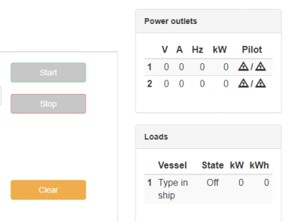 Start
Stop
Clear
Power outlets
V A Hz kW Pilot
1 0 0 0 0 /
2 0 0 0 0 /
Loads
Vessel State kW kWh
1 Type in Off 0 0
ship